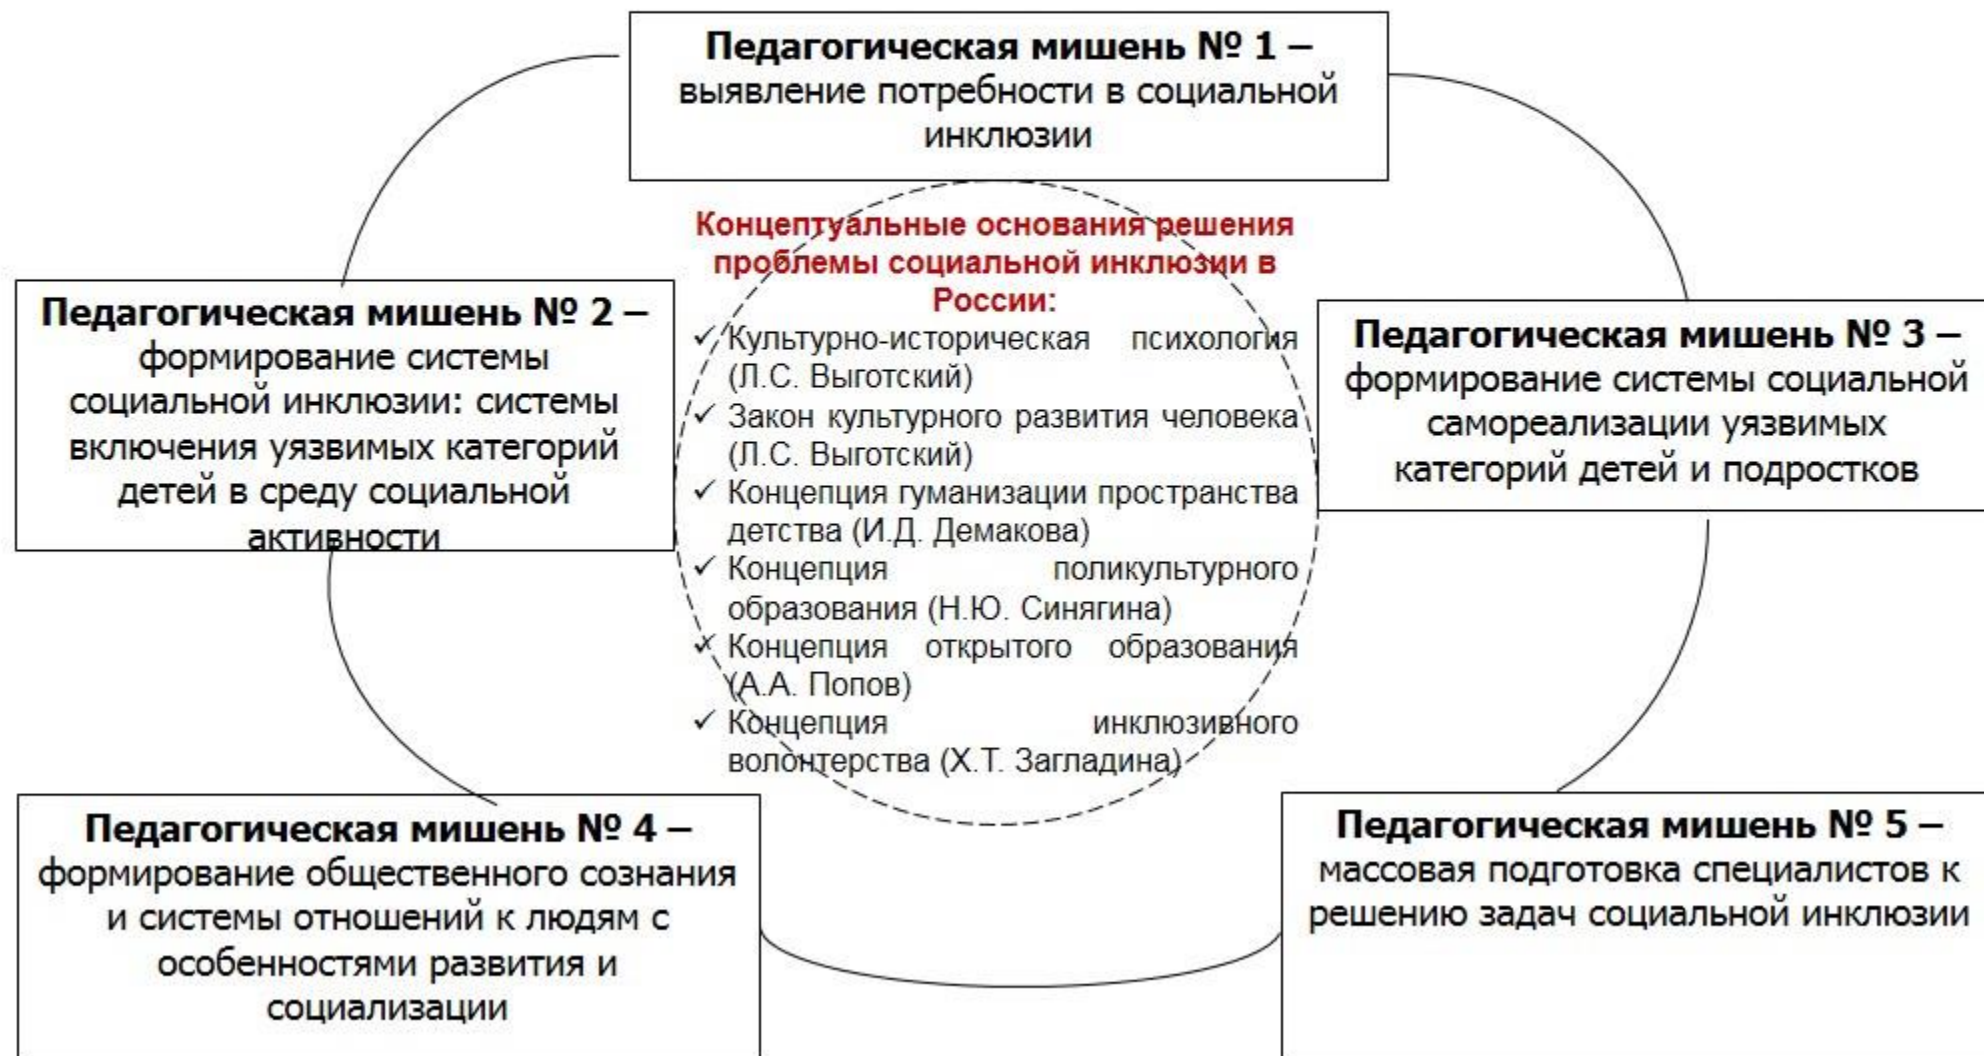 Педагогическая мишень № 1 –
выявление потребности в социальной
инклюзии
Концептуальные основания решения
проблемы социальной инклюзии в
России:
✓ Культурно-историческая психология
(Л.С. Выготский)
✓ Закон культурного развития человека
(Л.С. Выготский)
✓ Концепция гуманизации пространства
детства (И.Д. Демакова)
✓ Концепция поликультурного
образования (Н.Ю. Синягина)
✓ Концепция открытого образования
(А.А. Попов)
✓ Концепция инклюзивного
волонтерства (Х.Т. Загладина)
Педагогическая мишень № 2 –
формирование системы
социальной инклюзии: системы
включения уязвимых категорий
детей в среду социальной
активности
Педагогическая мишень № 3 –
формирование системы социальной
самореализации уязвимых
категорий детей и подростков
Педагогическая мишень № 4 –
формирование общественного сознания
и системы отношений к людям с
особенностями развития и
социализации
Педагогическая мишень № 5 –
массовая подготовка специалистов к
решению задач социальной инклюзии